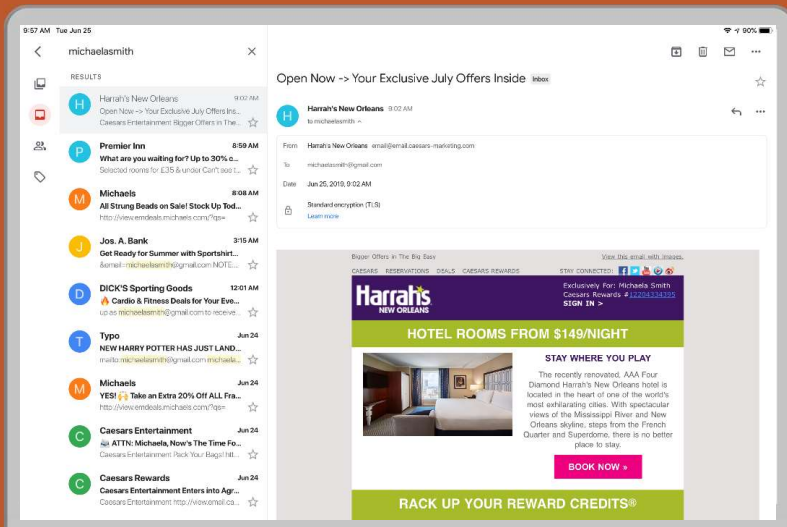 9:57 AM Tue Jun 25
90%
michaelasmith
RESULTS
H
Harrah's New Orleans 9:02 AM
Open Now -> Your Exclusive July Offers Ins...
Caesars Entertainment Bigger Offers in The...
P
Premier Inn 8:59 AM
What are you waiting for? Up to 30% c...
Selected rooms for £35 & under Can't see t...
M
Michaels 8:08 AM
All Strung Beads on Sale! Stock Up Tod...
http://view.emdeals.michaels.com/?qs=
J
Jos. A. Bank 3:15 AM
Get Ready for Summer with Sportshirt...
&email=michaelasmith@gmail.com NOTE:...
D
DICK'S Sporting Goods 12:01 AM
🔥 Cardio & Fitness Deals for Your Eve...
up as michaelasmith@gmail.com to receive...
T
Typo Jun 24
NEW HARRY POTTER HAS JUST LAND...
mailto:michaelasmith@gmail.com michaela...
M
Michaels Jun 24
YES! 🙌 Take an Extra 20% Off ALL Fra...
http://view.emdeals.michaels.com/?qs=
C
Caesars Entertainment Jun 24
ATTN: Michaela, Now's The Time Fo...
Caesars Entertainment Pack Your Bags! htt...
C
Caesars Rewards Jun 24
Caesars Entertainment Enters into Agr...
Caesars Entertainment http://view.email.ca...
Open Now -> Your Exclusive July Offers Inside Inbox
H
Harrah's New Orleans 9:02 AM
to michaelasmith
From Harrah's New Orleans email@email.caesars-marketing.com
To michaelasmith@gmail.com
Date Jun 25, 2019, 9:02 AM
Standard encryption (TLS)
Learn more
Bigger Offers in The Big Easy View this email with images.
CAESARS RESERVATIONS DEALS CAESARS REWARDS STAY CONNECTED:
Harrah's
NEW ORLEANS
Exclusively For: Michaela Smith
Caesars Rewards #12204334395
SIGN IN >
HOTEL ROOMS FROM $149/NIGHT
STAY WHERE YOU PLAY
The recently renovated, AAA Four
Diamond Harrah's New Orleans hotel is
located in the heart of one of the world's
most exhilarating cities. With spectacular
views of the Mississippi River and New
Orleans skyline, steps from the French
Quarter and Superdome, there is no better
place to stay.
BOOK NOW »
RACK UP YOUR REWARD CREDITS®